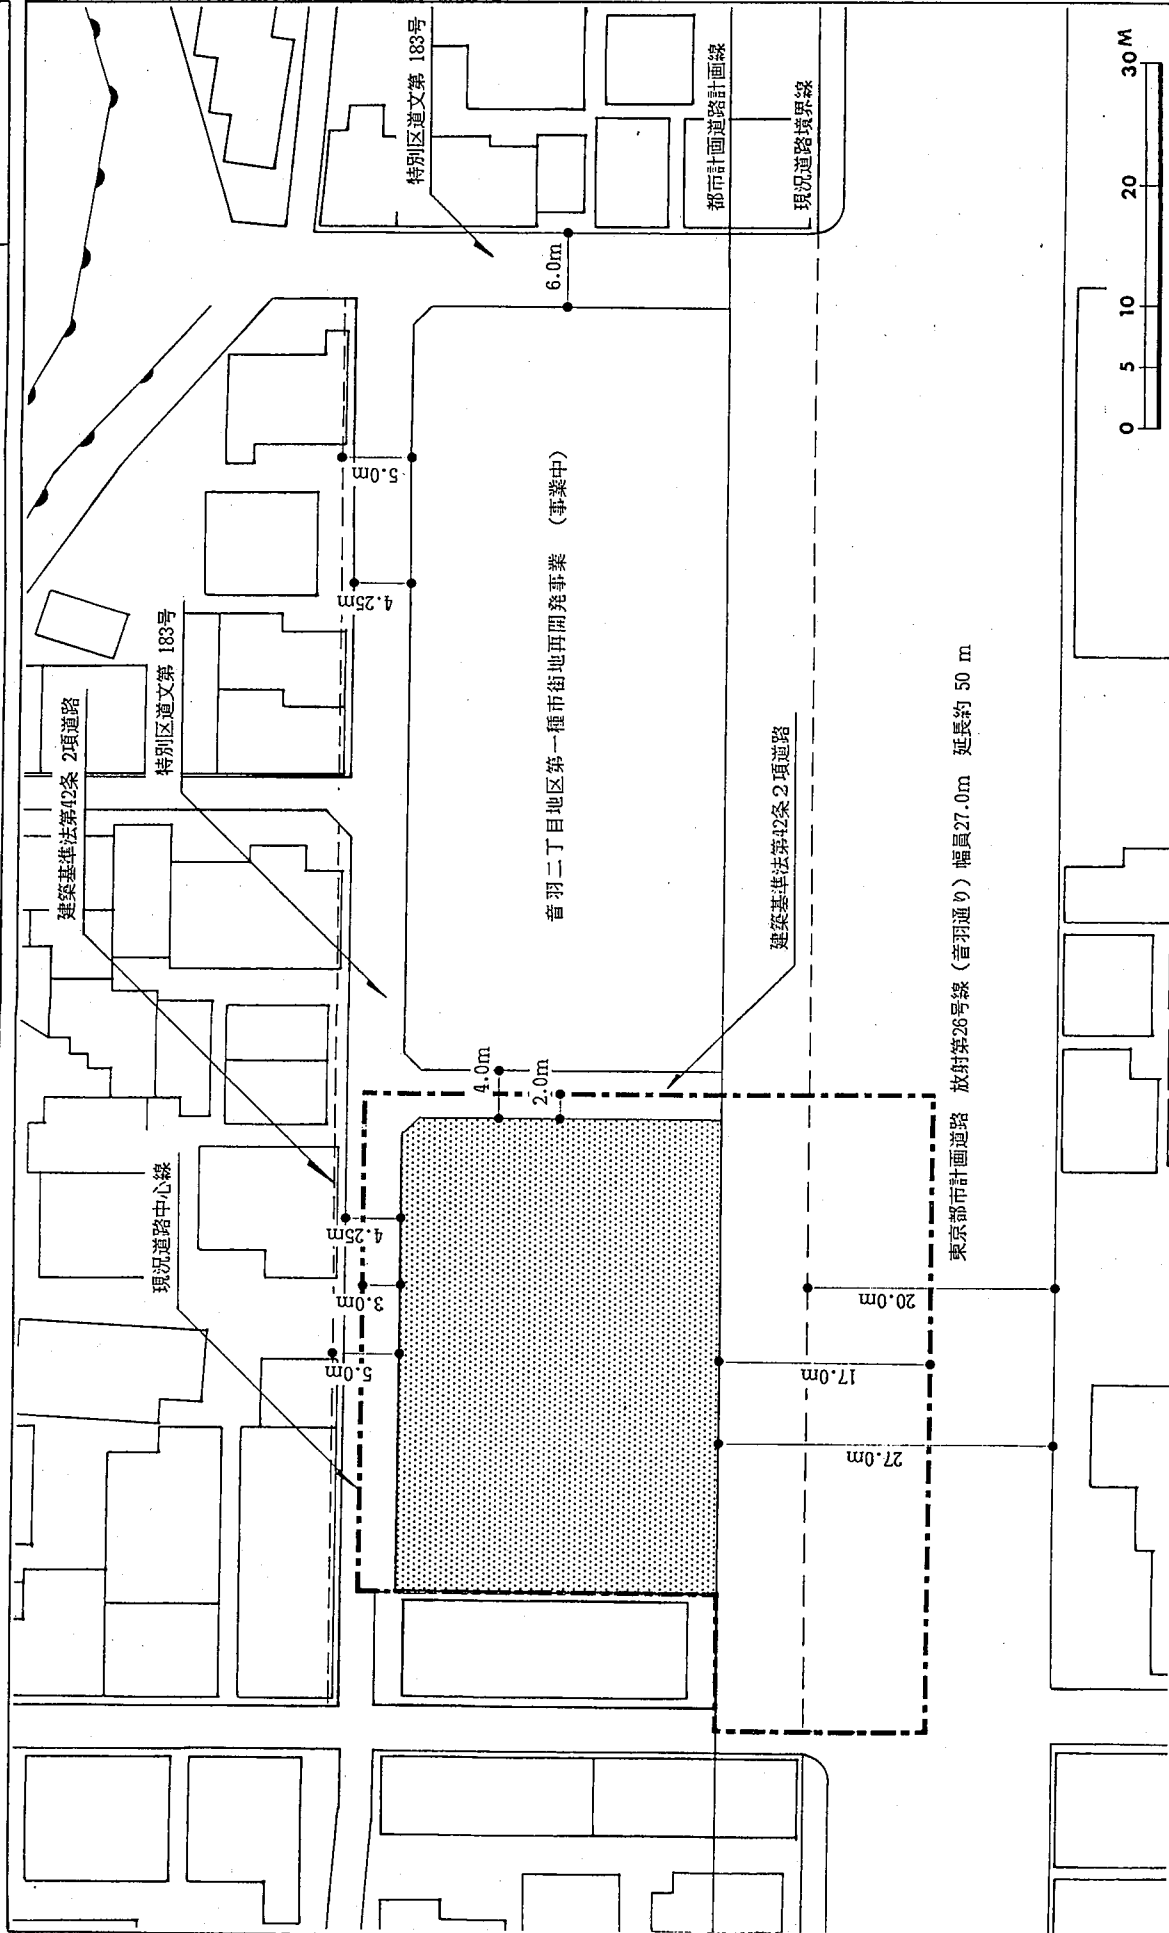 特別区道文第 183号
都市計画道路計画線
現況道路境界線
6.0m
30M
20
10
5
0
5.0m
4.25m
特別区道文第 183号
建築基準法第42条 2項道路
音羽二丁目地区第一種市街地再開発事業 (事業中)
建築基準法第42条2項道路
4.0m
2.0m
東京都市計画道路 放射第26号線 (音羽通り) 幅員27.0m 延長約 50 m
現況道路中心線
4.25m
3.0m
5.0m
20.0m
17.0m
27.0m